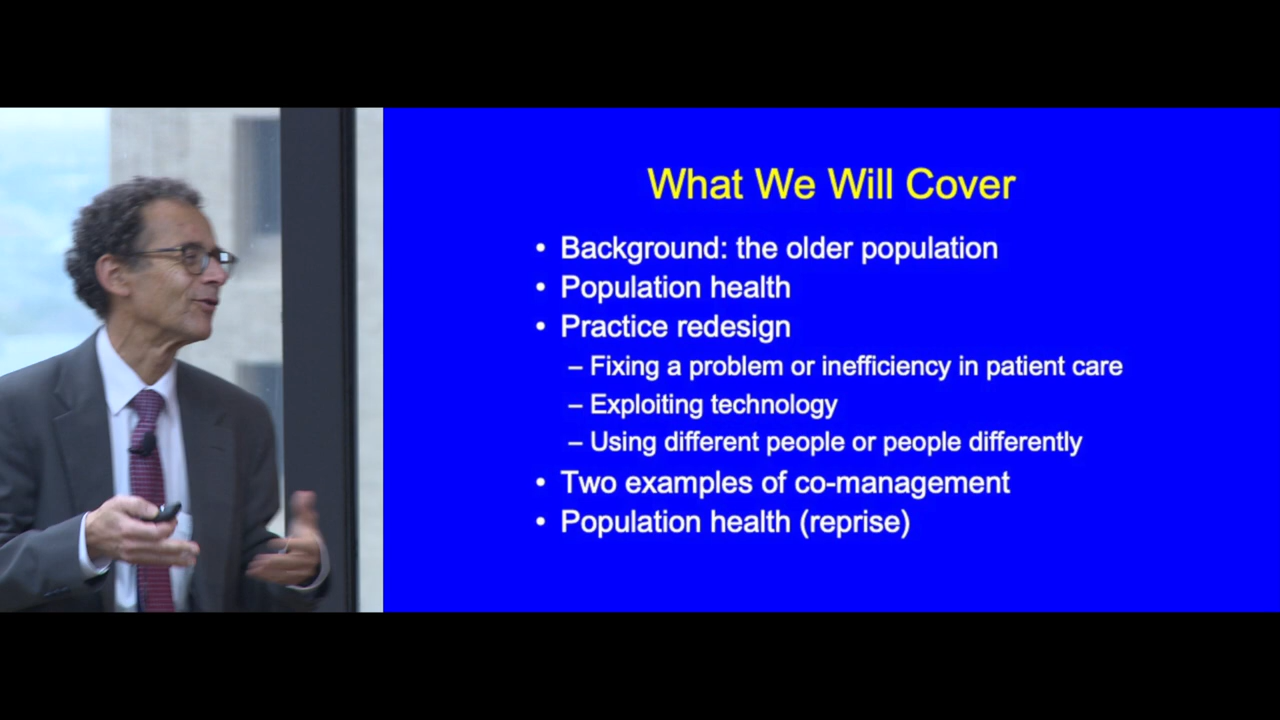 What We Will Cover
• Background: the older population
• Population health
• Practice redesign
– Fixing a problem or inefficiency in patient care
– Exploiting technology
– Using different people or people differently
• Two examples of co-management
• Population health (reprise)